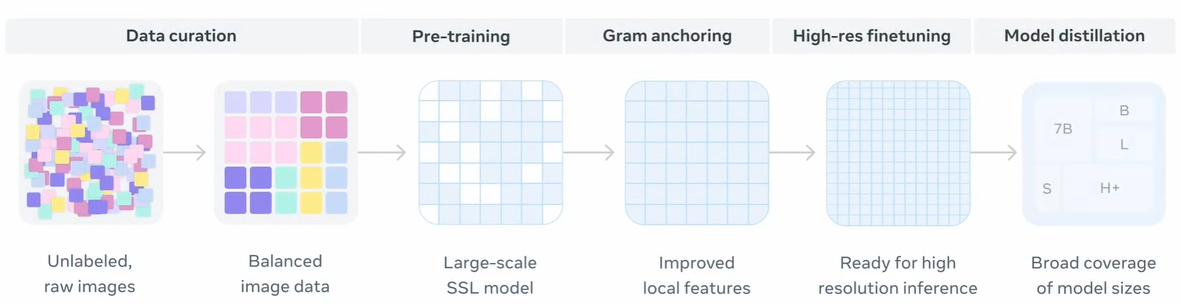 Data curation
Pre-training
Gram anchoring
High-res finetuning
Model distillation
7B
B
L
S
H+
Unlabeled,
raw images
Balanced
image data
Large-scale
SSL model
Improved
local features
Ready for high
resolution inference
Broad coverage
of model sizes